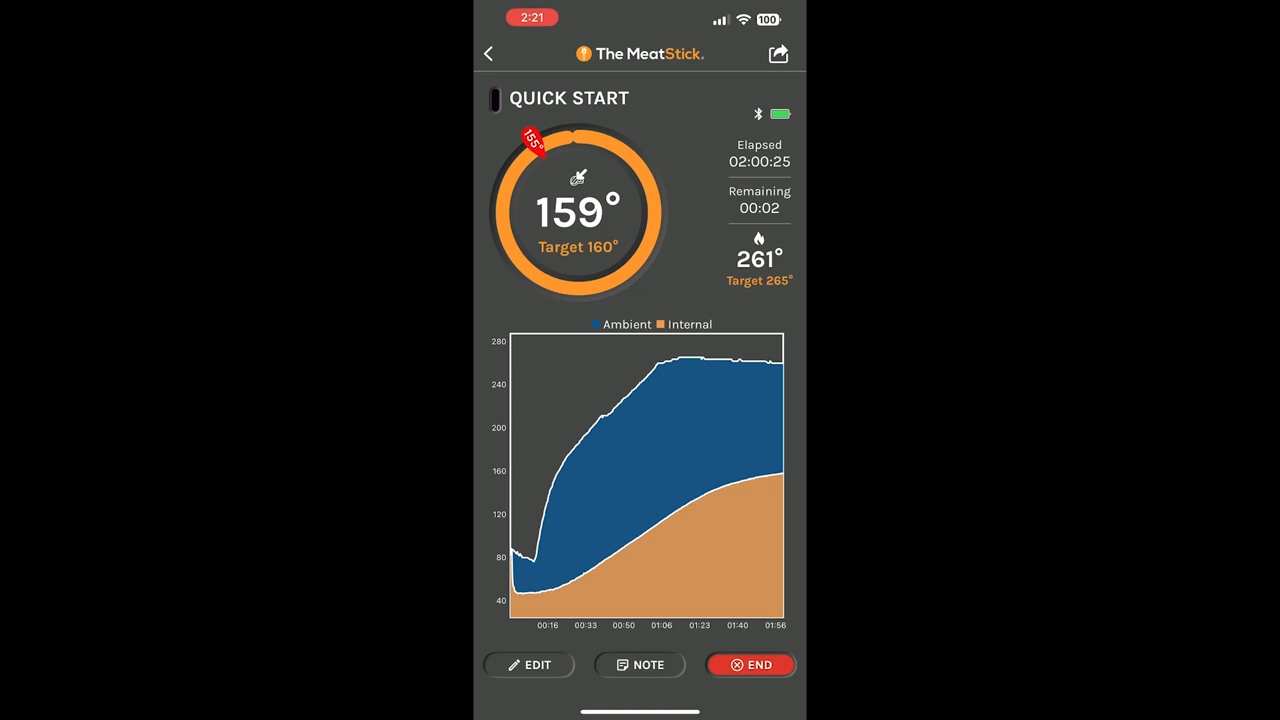 2:21
100
The MeatStick.
QUICK START
155°
159°
Target 160°
Elapsed
02:00:25
Remaining
00:02
261°
Target 265°
Ambient Internal
280
240
200
160
120
80
40
00:16 00:33 00:50 01:06 01:23 01:40 01:56
EDIT NOTE END